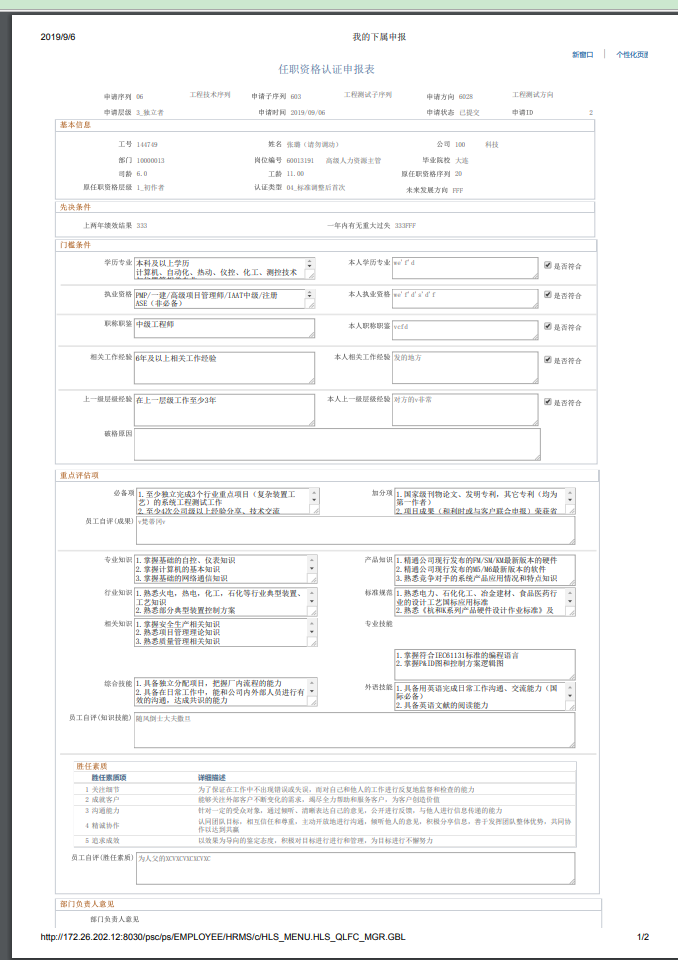 2019/9/6 我的下属申报
新窗口 | 个性化页面
任职资格认证申报表
申请序列 06 工程技术序列 申请子序列 603 工程测试子序列 申请方向 6028 工程测试方向
申请层级 3_独立者 申请时间 2019/09/06 申请状态 已提交 申请ID 2
基本信息
工号 144749 姓名 张璐（请勿调动） 公司 100 科技
部门 10000013 岗位编号 60013191 高级人力资源主管 毕业院校 大连
司龄 6.0 工龄 11.00 原任职资格序列 20
原任职资格层级 1_初作者 认证类型 04_标准调整后首次 未来发展方向 FFF
先决条件
上两年绩效结果 333 一年内有无重大过失 333FFF
门槛条件
学历专业 本科及以上学历 本人学历专业 we'f'd 是否符合
计算机、自动化、热动、仪控、化工、测控技术
执业资格 PMP/一建/高级项目管理师/IAAT中级/注册 本人执业资格 we'f'd's'd'f 是否符合
ASE（非必备）
职称职鉴 中级工程师 本人职称职鉴 vcfd 是否符合
相关工作经验 6年及以上相关工作经验 本人相关工作经验 发的地方 是否符合
上一级层级经验 在上一层级工作至少3年 本人上一级层级经验 对方的v非常 是否符合
破格原因
重点评估项
必备项 1.至少独立完成3个行业重点项目（复杂装置工 加分项 1.国家级刊物论文、发明专利，其它专利（均为
艺）的系统工程测试工作 第一作者）
2.至少4次公司级以上经验分享、技术交流 2.项目成果（和利时或与客户联合申报）荣获省
员工自评(成果) v梵蒂冈v
专业知识 1.掌握基础的自控、仪表知识 产品知识 1.精通公司现行发布的FM/SM/KM最新版本的硬件
2.掌握计算机的基本知识 2.精通公司现行发布的M5/M6最新版本的软件
3.掌握基础的网络通信知识 3.熟悉竞争对手的系统产品应用情况和特点知识
行业知识 1.熟悉火电，热电，化工，石化等行业典型装置、 标准规范 1.熟悉电力、石化化工、冶金建材、食品医药行
工艺知识 业的设计工艺国标应用标准
2.熟悉部分典型装置控制方案 2.熟悉《杭和K系列产品硬件设计作业标准》及
相关知识 1.掌握安全生产相关知识 专业技能
2.熟悉项目管理理论知识
3.熟悉质量管理相关知识
1.掌握符合IEC61131标准的编程语言
2.掌握P&ID图和控制方案逻辑图
综合技能 1.具备独立分配项目，把握厂内流程的能力 外语技能 1.具备用英语完成日常工作沟通、交流能力（国
2.具备在日常工作中，能和公司内外部人员进行有 际必备）
效的沟通，达成共识的能力 2.具备英语文献的阅读能力
员工自评(知识技能) 随风倒士大夫撒旦
胜任素质
胜任素质项 详细描述
1 关注细节 为了保证在工作中不出现错误或失误，而对自己和他人的工作进行反复地监督和检查的能力
2 成就客户 能够关注外部客户不断变化的需求，竭尽全力帮助和服务客户，为客户创造价值
3 沟通能力 针对一定的受众对象，通过倾听、清晰表达自己的意见，公开进行反馈，与他人进行信息传递的能力
4 精诚协作 认同团队目标，相互信任和尊重，主动开放地进行沟通，倾听他人的意见，积极分享信息，善于发挥团队整体优势，共同协作以达到共赢
5 追求成效 以效果为导向的鉴定态度，积极对目标进行进行和管理，为目标进行不懈努力
员工自评(胜任素质) 为人父的XCVXCVXCXCVXC
部门负责人意见
部门负责人意见
http://172.26.202.12:8030/psc/ps/EMPLOYEE/HRMS/c/HLS_MENU.HLS_QLFC_MGR.GBL 1/2